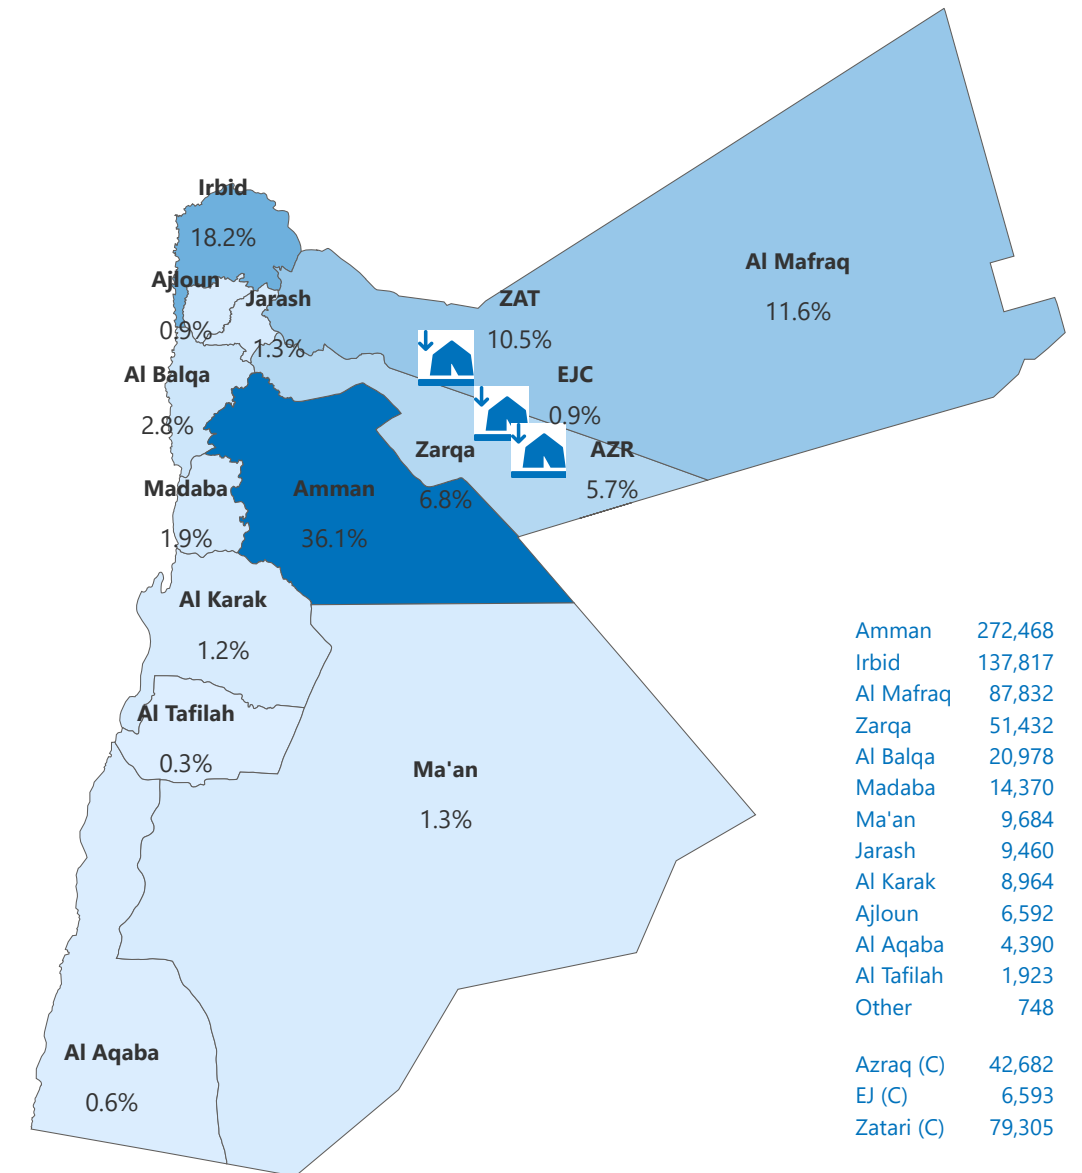 Irbid
18.2%
Al Mafraq
11.6%
Ajloun
0.9%
Jarash
1.3%
ZAT
10.5%
Al Balqa
2.8%
EJC
0.9%
Zarqa
6.8%
AZR
5.7%
Madaba
1.9%
Amman
36.1%
Al Karak
1.2%
Al Tafilah
0.3%
Ma'an
1.3%
Al Aqaba
0.6%
Amman 272,468
Irbid 137,817
Al Mafraq 87,832
Zarqa 51,432
Al Balqa 20,978
Madaba 14,370
Ma'an 9,684
Jarash 9,460
Al Karak 8,964
Ajloun 6,592
Al Aqaba 4,390
Al Tafilah 1,923
Other 748
Azraq (C) 42,682
EJ (C) 6,593
Zatari (C) 79,305